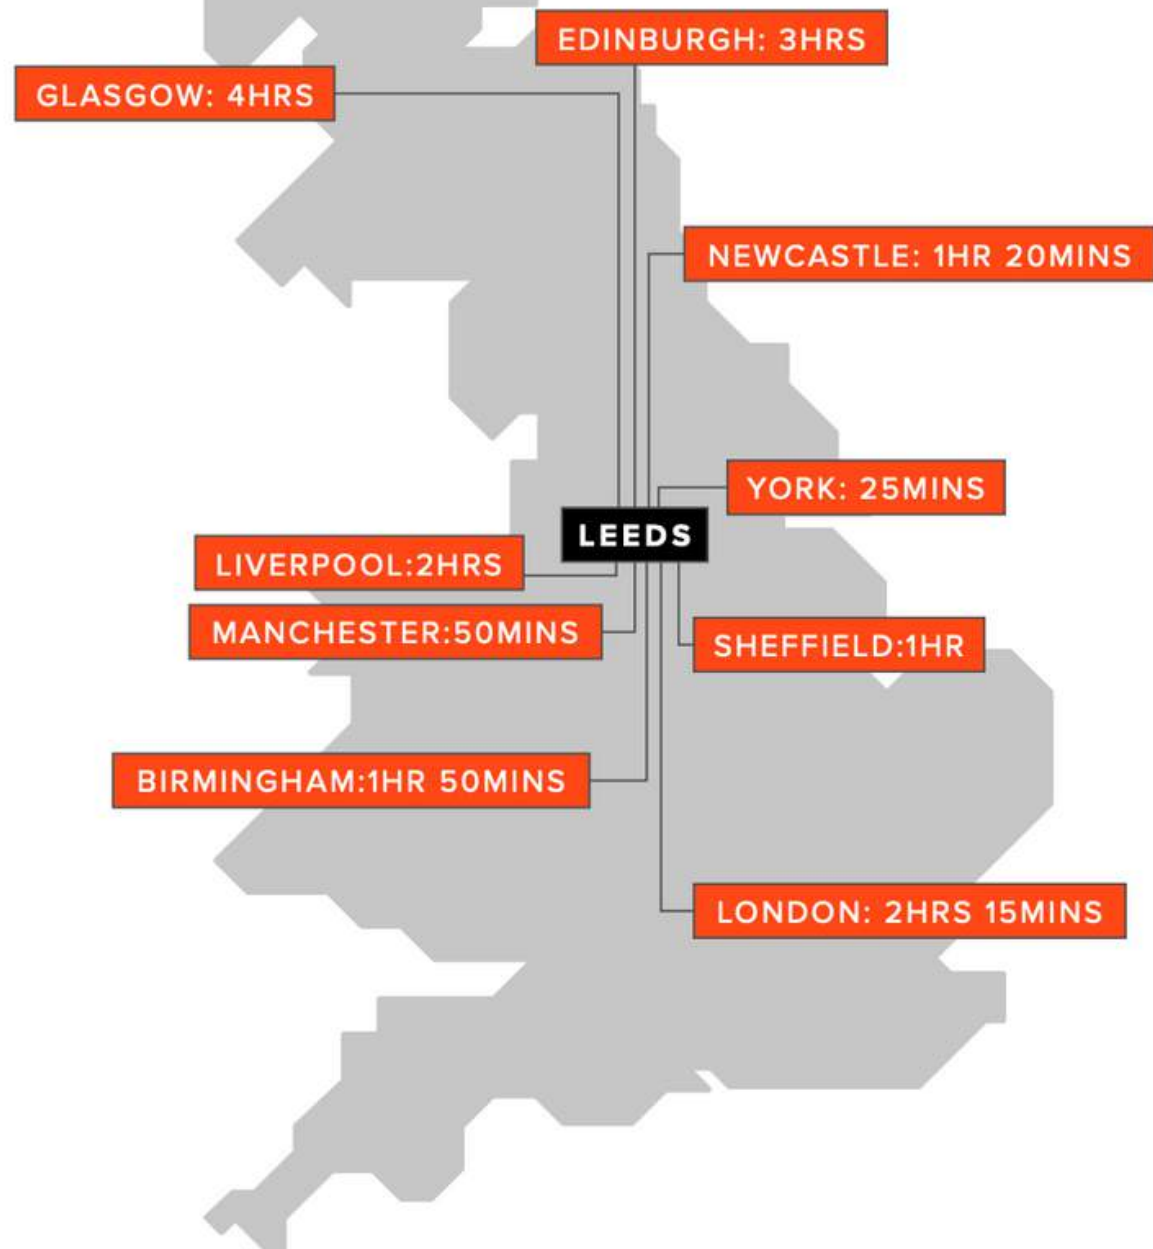 EDINBURGH: 3HRS
GLASGOW: 4HRS
NEWCASTLE: 1HR 20MINS
YORK: 25MINS
LEEDS
LIVERPOOL:2HRS
MANCHESTER:50MINS
SHEFFIELD:1HR
BIRMINGHAM:1HR 50MINS
LONDON: 2HRS 15MINS